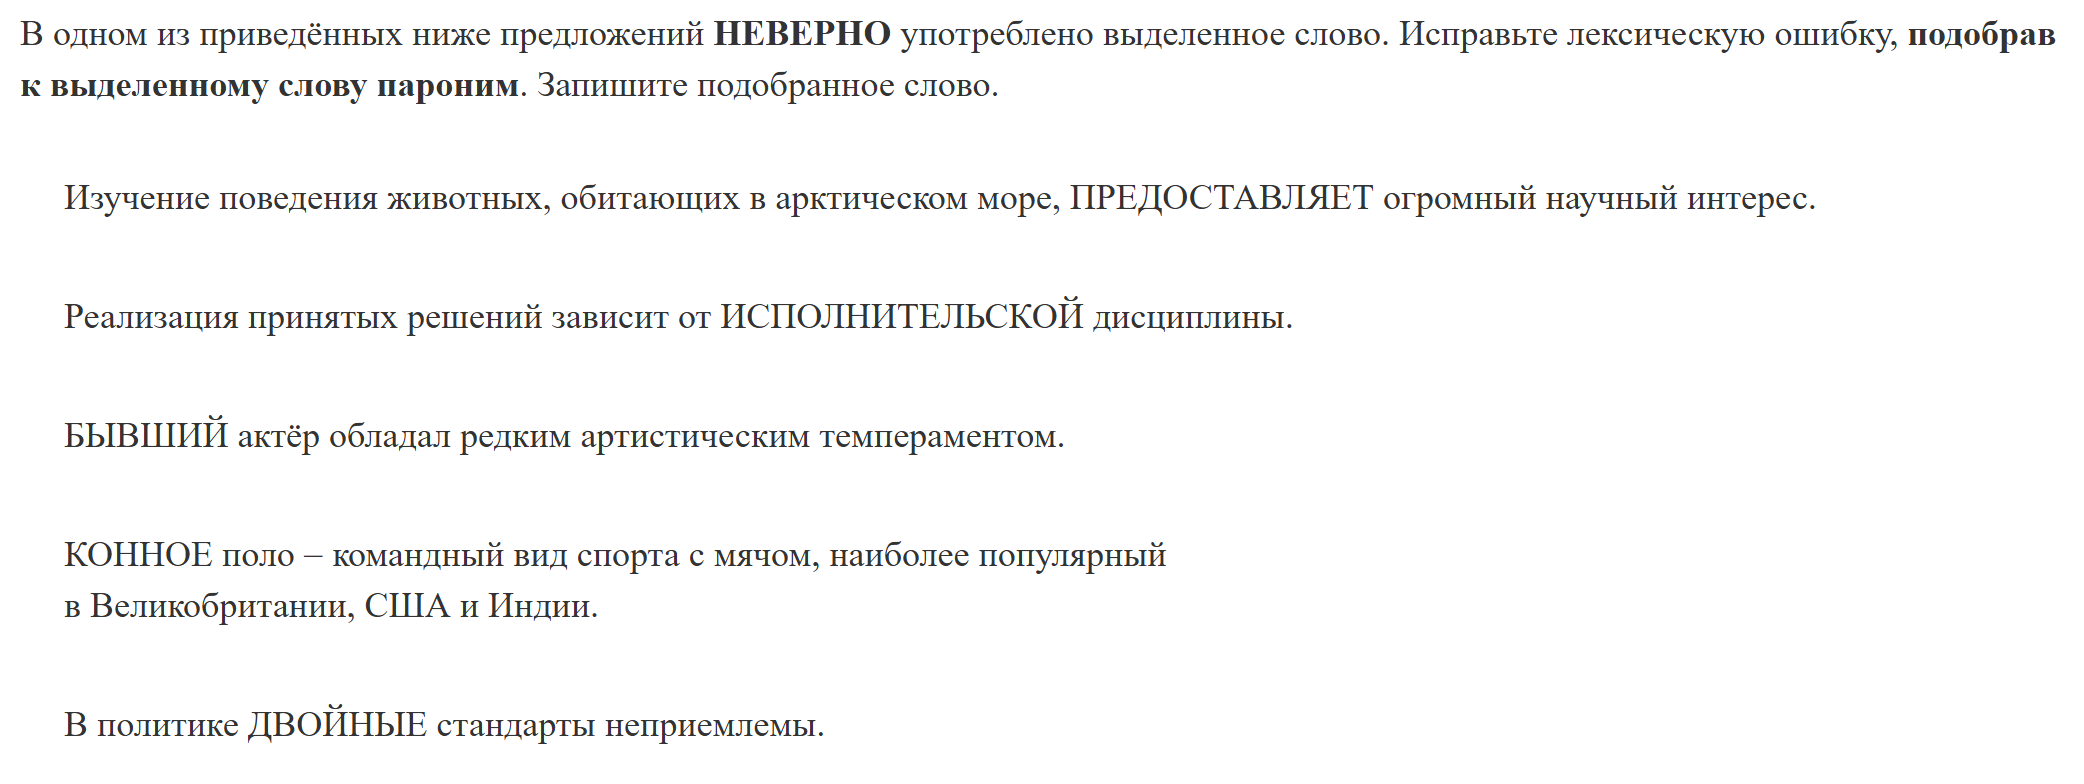 В одном из приведённых ниже предложений НЕВЕРНО употреблено выделенное слово. Исправьте лексическую ошибку, подобрав
к выделенному слову пароним. Запишите подобранное слово.
Изучение поведения животных, обитающих в арктическом море, ПРЕДОСТАВЛЯЕТ огромный научный интерес.
Реализация принятых решений зависит от ИСПОЛНИТЕЛЬСКОЙ дисциплины.
БЫВШИЙ актёр обладал редким артистическим темпераментом.
КОННОЕ поло – командный вид спорта с мячом, наиболее популярный
в Великобритании, США и Индии.
В политике ДВОЙНЫЕ стандарты неприемлемы.